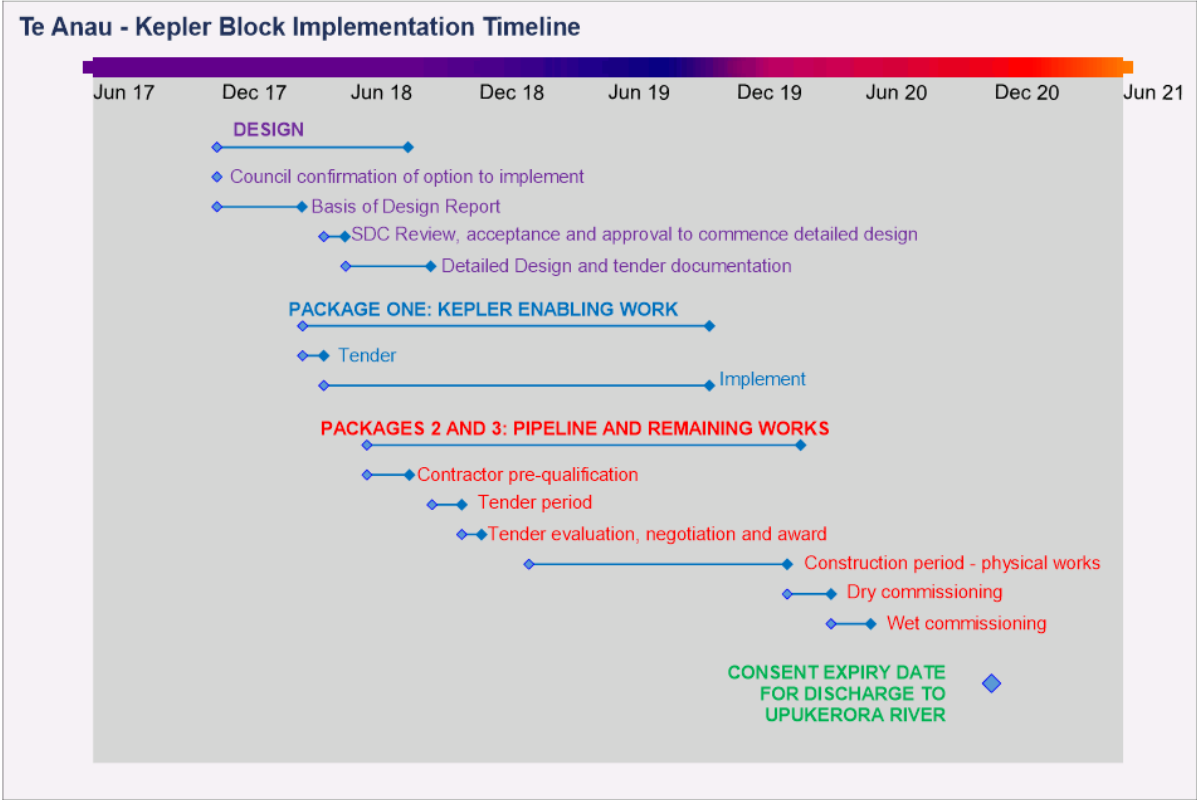 Te Anau - Kepler Block Implementation Timeline
Jun 17 Dec 17 Jun 18 Dec 18 Jun 19 Dec 19 Jun 20 Dec 20 Jun 21
DESIGN
Council confirmation of option to implement
Basis of Design Report
SDC Review, acceptance and approval to commence detailed design
Detailed Design and tender documentation
PACKAGE ONE: KEPLER ENABLING WORK
Tender
Implement
PACKAGES 2 AND 3: PIPELINE AND REMAINING WORKS
Contractor pre-qualification
Tender period
Tender evaluation, negotiation and award
Construction period - physical works
Dry commissioning
Wet commissioning
CONSENT EXPIRY DATE
FOR DISCHARGE TO
UPUKERORA RIVER